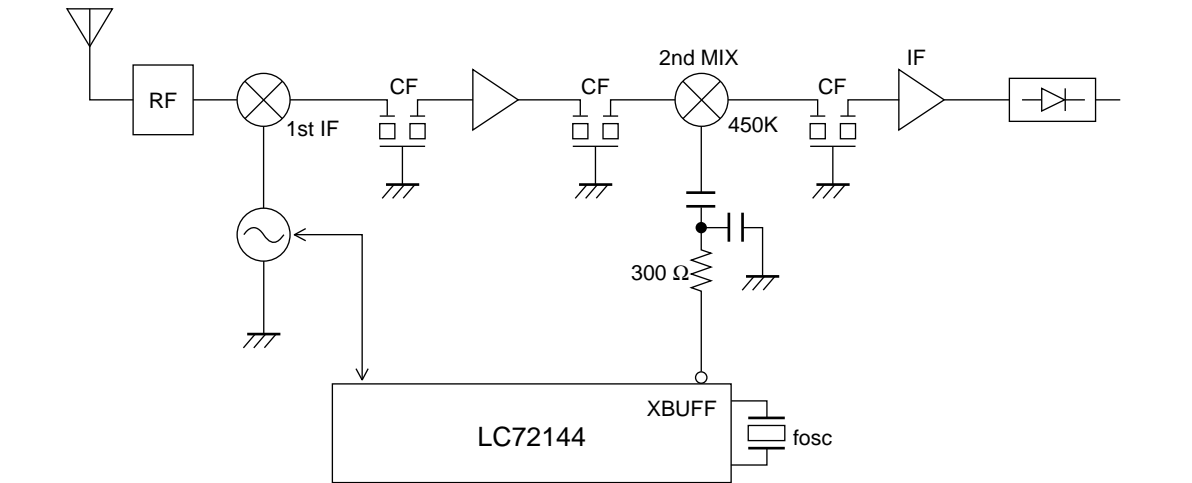 2nd MIX
IF
CF
CF
CF
RF
1st IF
450K
300 Ω
XBUFF
LC72144
fosc